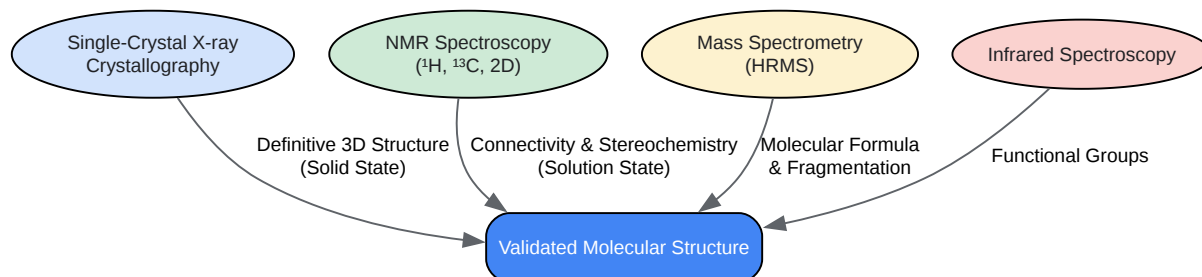 Single-Crystal X-ray
Crystallography
NMR Spectroscopy
(¹H, ¹³C, 2D)
Mass Spectrometry
(HRMS)
Infrared Spectroscopy
Definitive 3D Structure
(Solid State)
Connectivity & Stereochemistry
(Solution State)
Molecular Formula
& Fragmentation
Functional Groups
Validated Molecular Structure